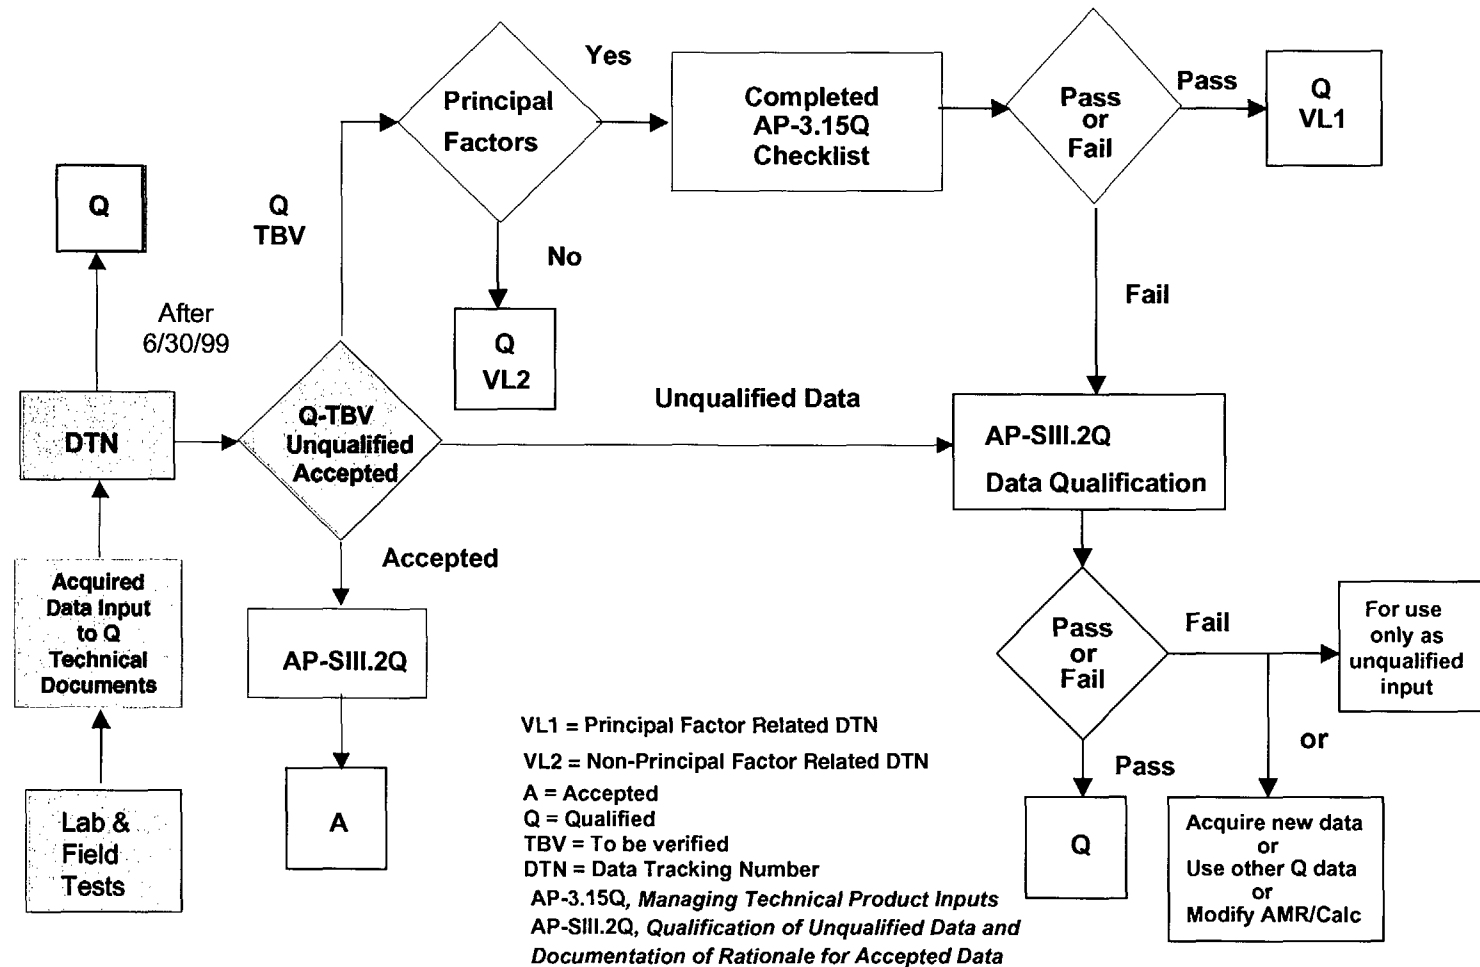 Principal
Factors
Yes
Completed
AP-3.15Q
Checklist
Pass
or
Fail
Pass
Q
VL1
Q
Q
TBV
No
Fail
After
6/30/99
Q
VL2
DTN
Q-TBV
Unqualified
Accepted
Unqualified Data
AP-SIII.2Q
Data Qualification
Accepted
Acquired
Data Input
to Q
Technical
Documents
AP-SIII.2Q
Pass
or
Fail
Fail
For use
only as
unqualified
input
or
Pass
Lab &
Field
Tests
A
Q
Acquire new data
or
Use other Q data
or
Modify AMR/Calc
VL1 = Principal Factor Related DTN
VL2 = Non-Principal Factor Related DTN
A = Accepted
Q = Qualified
TBV = To be verified
DTN = Data Tracking Number
AP-3.15Q, Managing Technical Product Inputs
AP-SIII.2Q, Qualification of Unqualified Data and
Documentation of Rationale for Accepted Data